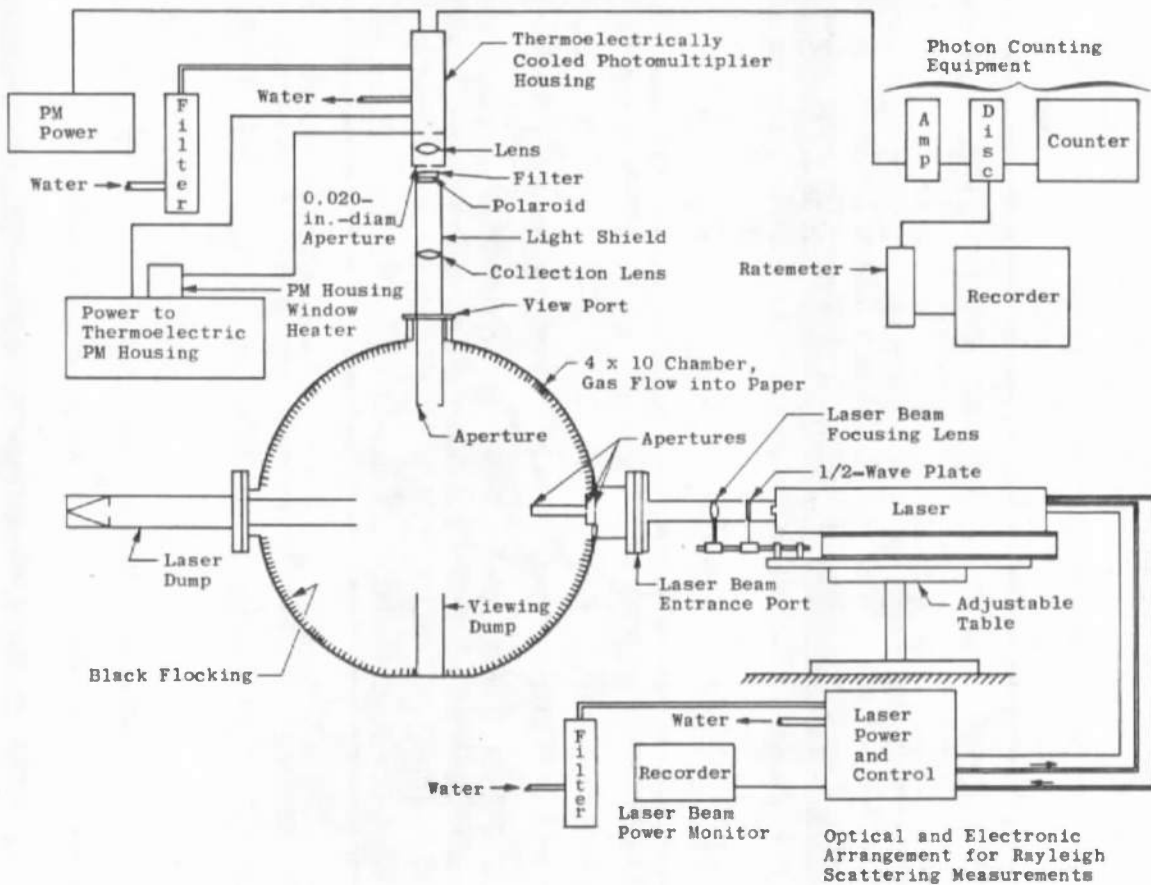 Thermoelectrically
Cooled Photomultiplier
Housing
Photon Counting
Equipment
PM
Power
Filter
Water
Water
Amp
Disc
Counter
Lens
Filter
Polaroid
0.020-
in.-diam
Aperture
Light Shield
Collection Lens
Ratemeter
Recorder
PM Housing
Window
Heater
View Port
Power to
Thermoelectric
PM Housing
4 x 10 Chamber,
Gas Flow into Paper
Aperture
Apertures
Laser Beam
Focusing Lens
1/2-Wave Plate
Laser
Laser
Dump
Viewing
Dump
Laser Beam
Entrance Port
Adjustable
Table
Black Flocking
Water
Filter
Water
Recorder
Laser Beam
Power Monitor
Laser
Power
and
Control
Optical and Electronic
Arrangement for Rayleigh
Scattering Measurements